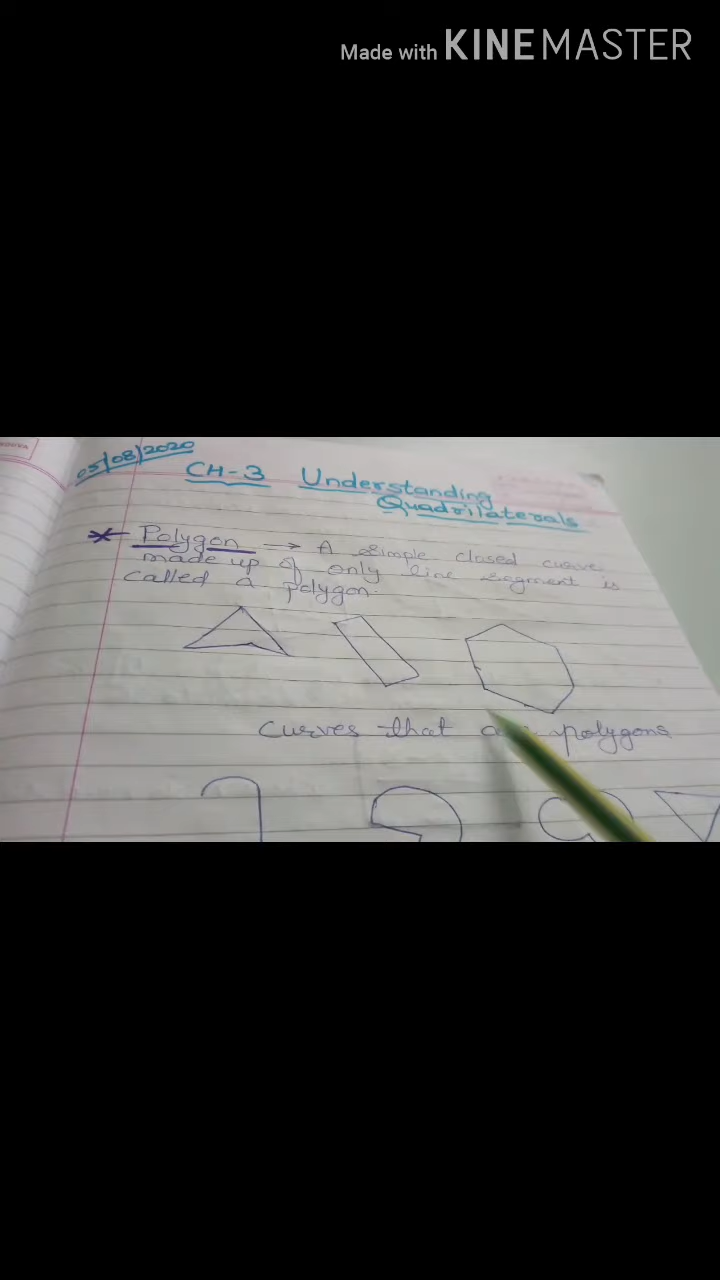 Made with KINEMASTER
05/08/2020
CH-3 Understanding
Quadrilaterals
Polygon → A simple closed curve
made up of only line segment is
called a polygon.
curves that polygons